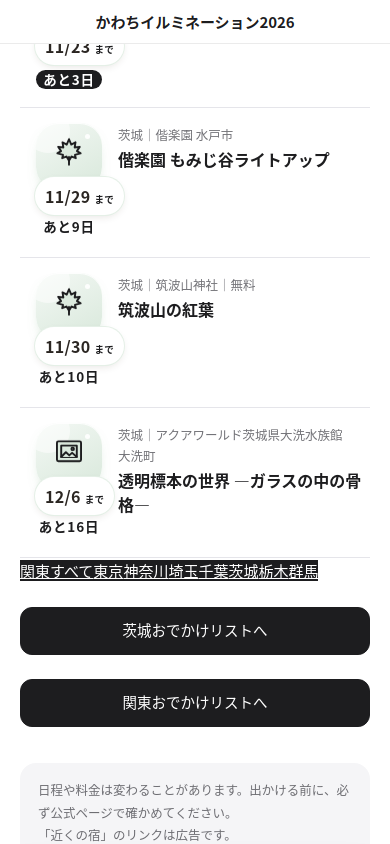 かわちイルミネーション2026
11/23 まで
あと3日
茨城｜偕楽園 水戸市
偕楽園 もみじ谷ライトアップ
11/29 まで
あと9日
茨城｜筑波山神社｜無料
筑波山の紅葉
11/30 まで
あと10日
茨城｜アクアワールド茨城県大洗水族館
大洗町
透明標本の世界 ―ガラスの中の骨
格―
12/6 まで
あと16日
関東すべて東京神奈川埼玉千葉茨城栃木群馬
茨城おでかけリストへ
関東おでかけリストへ
日程や料金は変わることがあります。出かける前に、必
ず公式ページで確かめてください。
「近くの宿」のリンクは広告です。